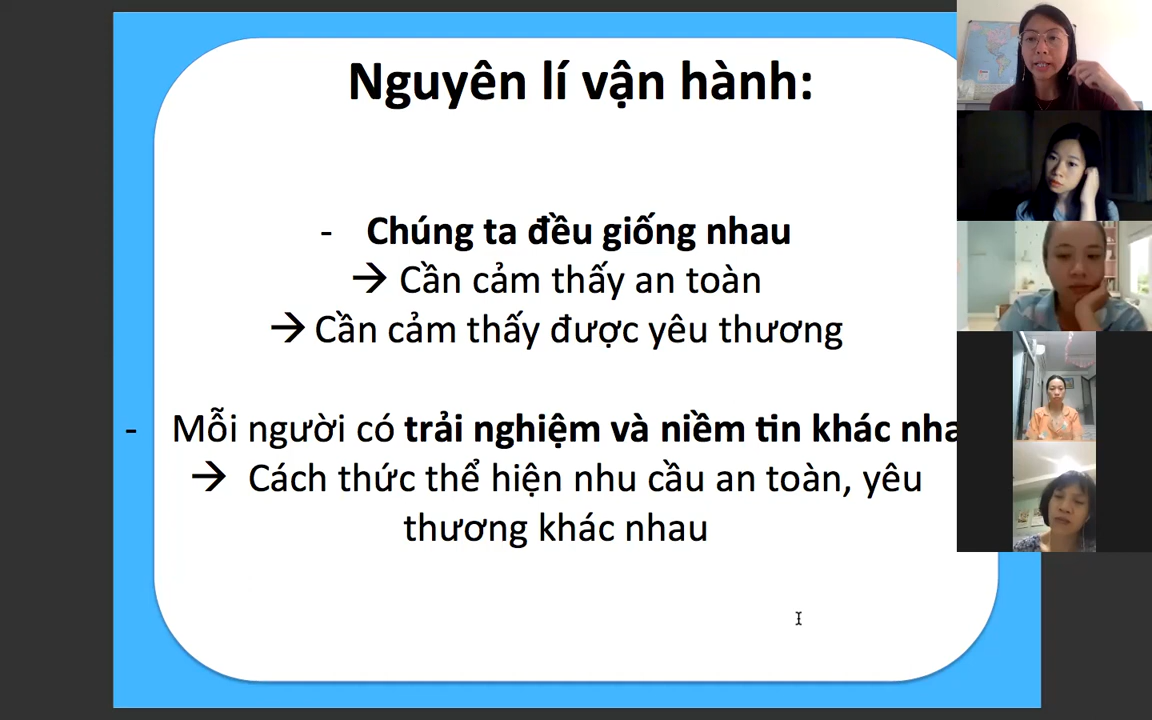 Nguyên lí vận hành:
- Chúng ta đều giống nhau
→ Cần cảm thấy an toàn
→ Cần cảm thấy được yêu thương
- Mỗi người có trải nghiệm và niềm tin khác
→ Cách thức thể hiện nhu cầu an toàn, yêu
thương khác nhau